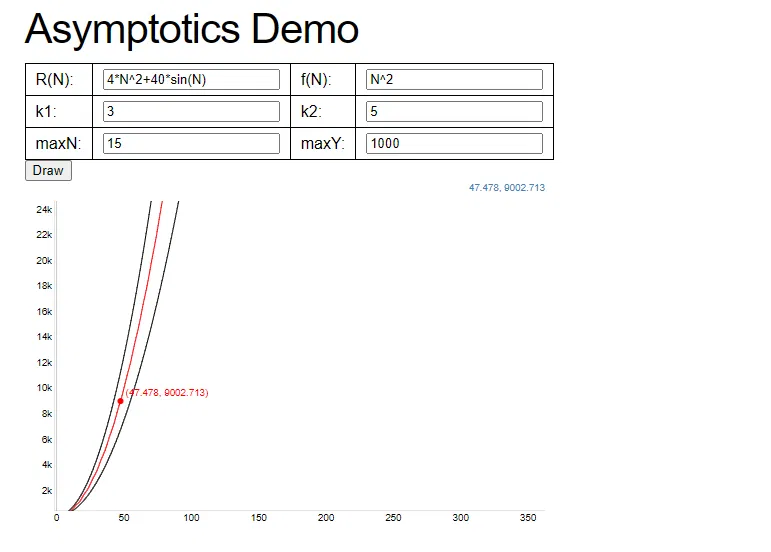 Asymptotics Demo
R(N): 4*N^2+40*sin(N) f(N): N^2
k1: 3 k2: 5
maxN: 15 maxY: 1000
Draw
47.478, 9002.713
24k
22k
20k
18k
16k
14k
12k
10k
(47.478, 9002.713)
8k
6k
4k
2k
0 50 100 150 200 250 300 350